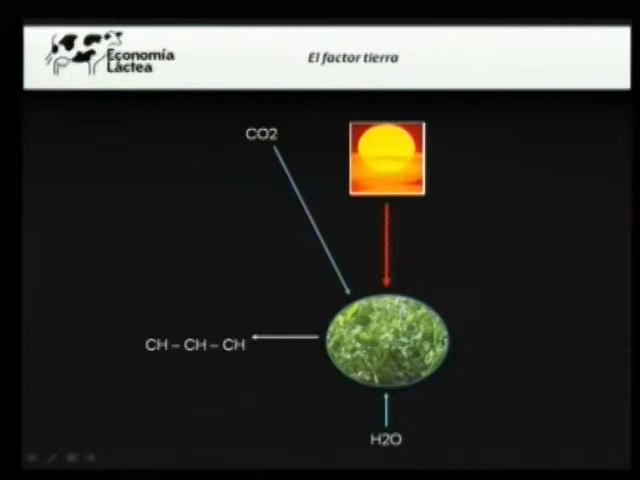 Economía
Láctea
El factor tierra
CO2
CH – CH – CH
H2O